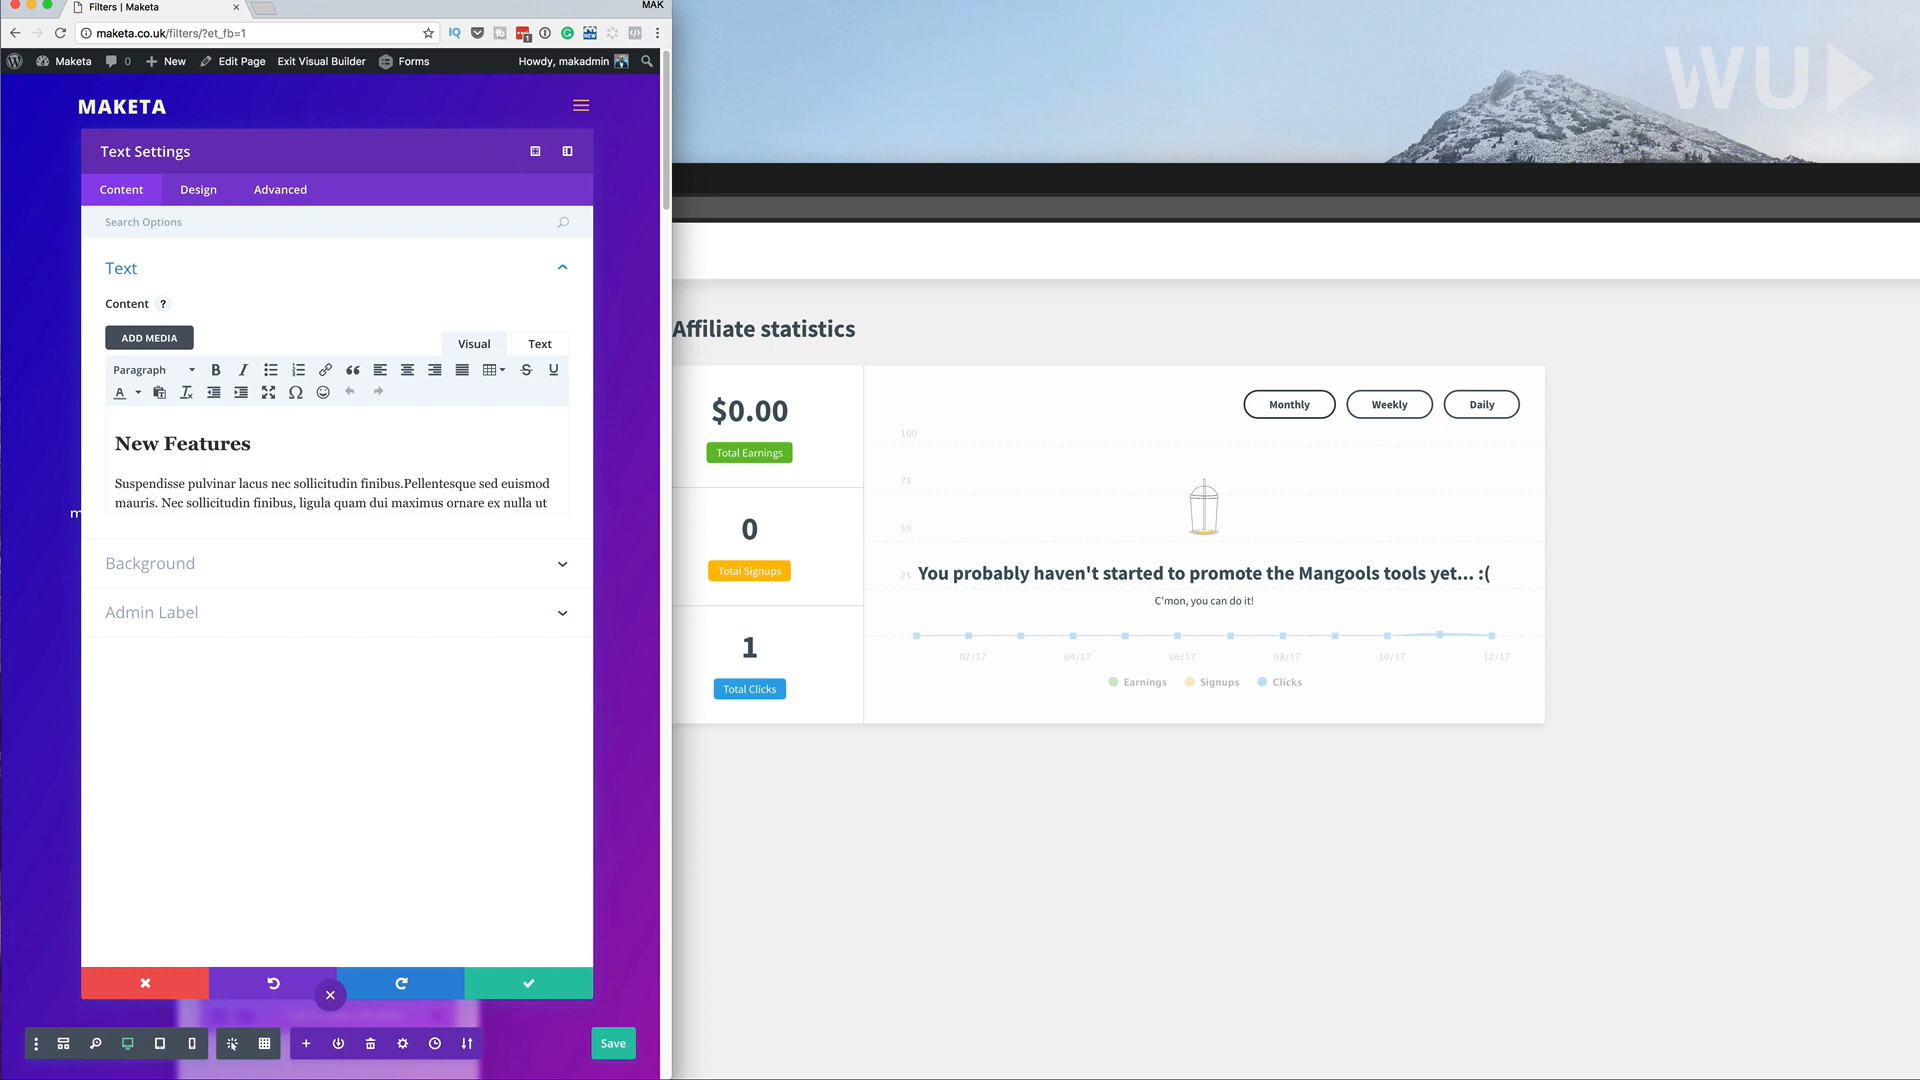 Filters | Maketa
MAK
maketa.co.uk/filters/?et_fb=1
Maketa 0 New Edit Page Exit Visual Builder Forms Howdy, makadmin
MAKETA
WU
Text Settings
Content Design Advanced
Search Options
Text
Content ?
ADD MEDIA
Visual Text
Paragraph
New Features
Suspendisse pulvinar lacus nec sollicitudin finibus.Pellentesque sed euismod
mauris. Nec sollicitudin finibus, ligula quam dui maximus ornare ex nulla ut
m
Background
Admin Label
Save
Affiliate statistics
$0.00
Total Earnings
0
Total Signups
1
Total Clicks
Monthly Weekly Daily
100
75
50
25
You probably haven't started to promote the Mangools tools yet... :(
C'mon, you can do it!
02/17 04/17 06/17 08/17 10/17 12/17
Earnings Signups Clicks